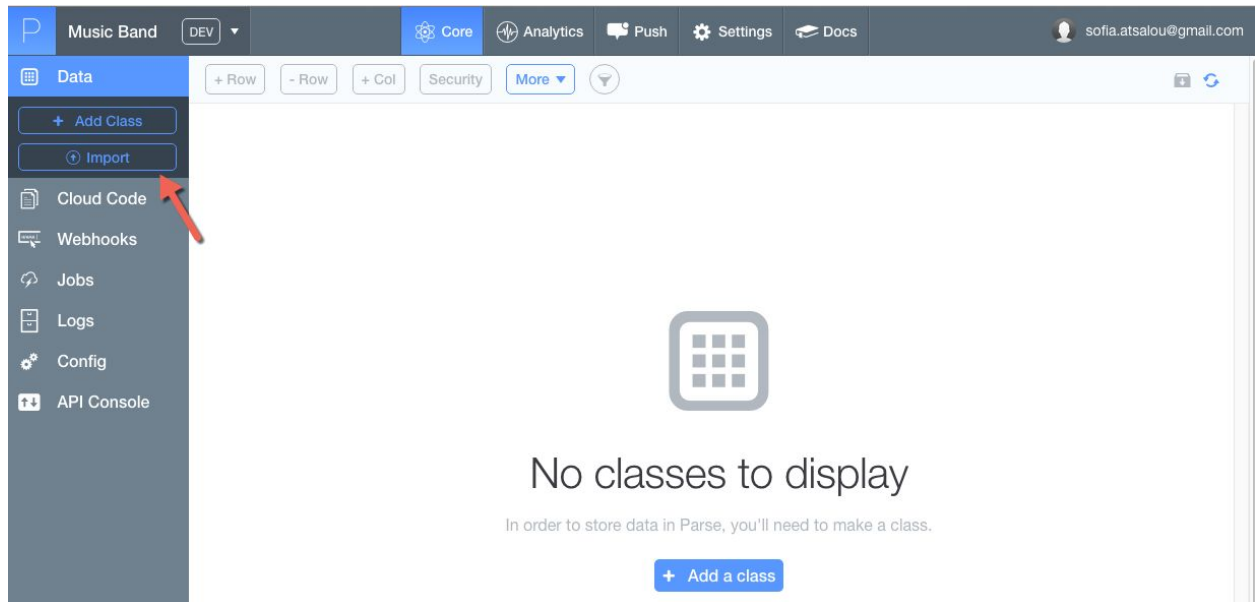 P Music Band DEV ▼ Core Analytics Push Settings Docs sofia.atsalou@gmail.com
Data + Row - Row + Col Security More ▼
+ Add Class
Import
Cloud Code
Webhooks
Jobs
Logs
Config
API Console
No classes to display
In order to store data in Parse, you'll need to make a class.
+ Add a class